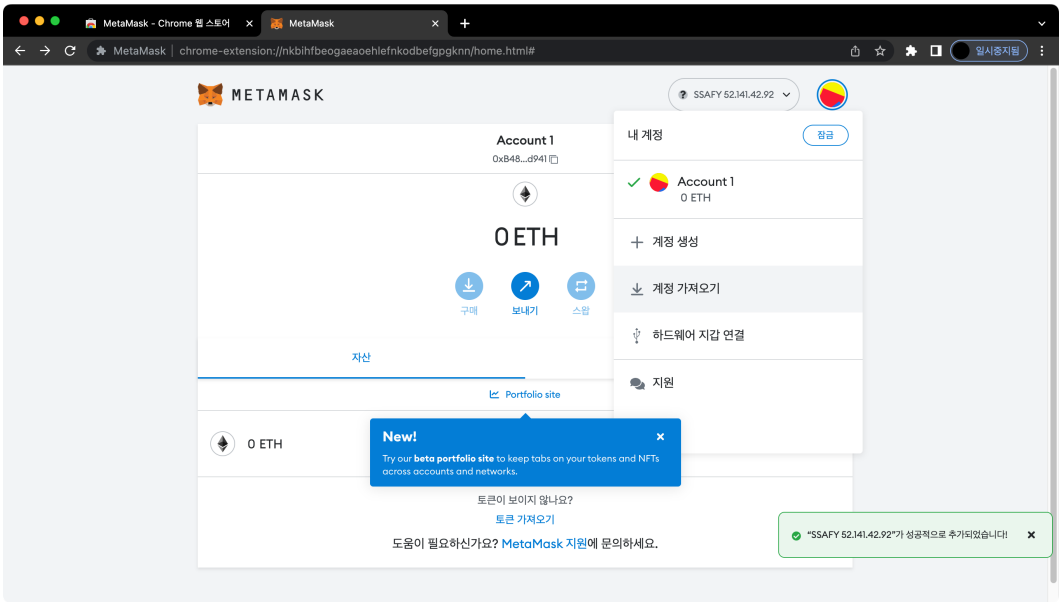 MetaMask - Chrome 웹 스토어
MetaMask
MetaMask | chrome-extension://nkbihfbeogaeaoehlefnkodbefgpgknn/home.html#
일시중지됨
METAMASK
SSAFY 52.141.42.92
Account 1
0xB48...d941
0 ETH
구매
보내기
스왑
내 계정
잠금
Account 1
0 ETH
계정 생성
계정 가져오기
하드웨어 지갑 연결
지원
자산
Portfolio site
New!
Try our beta portfolio site to keep tabs on your tokens and NFTs
across accounts and networks.
0 ETH
토큰이 보이지 않나요?
토큰 가져오기
도움이 필요하신가요? MetaMask 지원에 문의하세요.
"SSAFY 52.141.42.92"가 성공적으로 추가되었습니다!